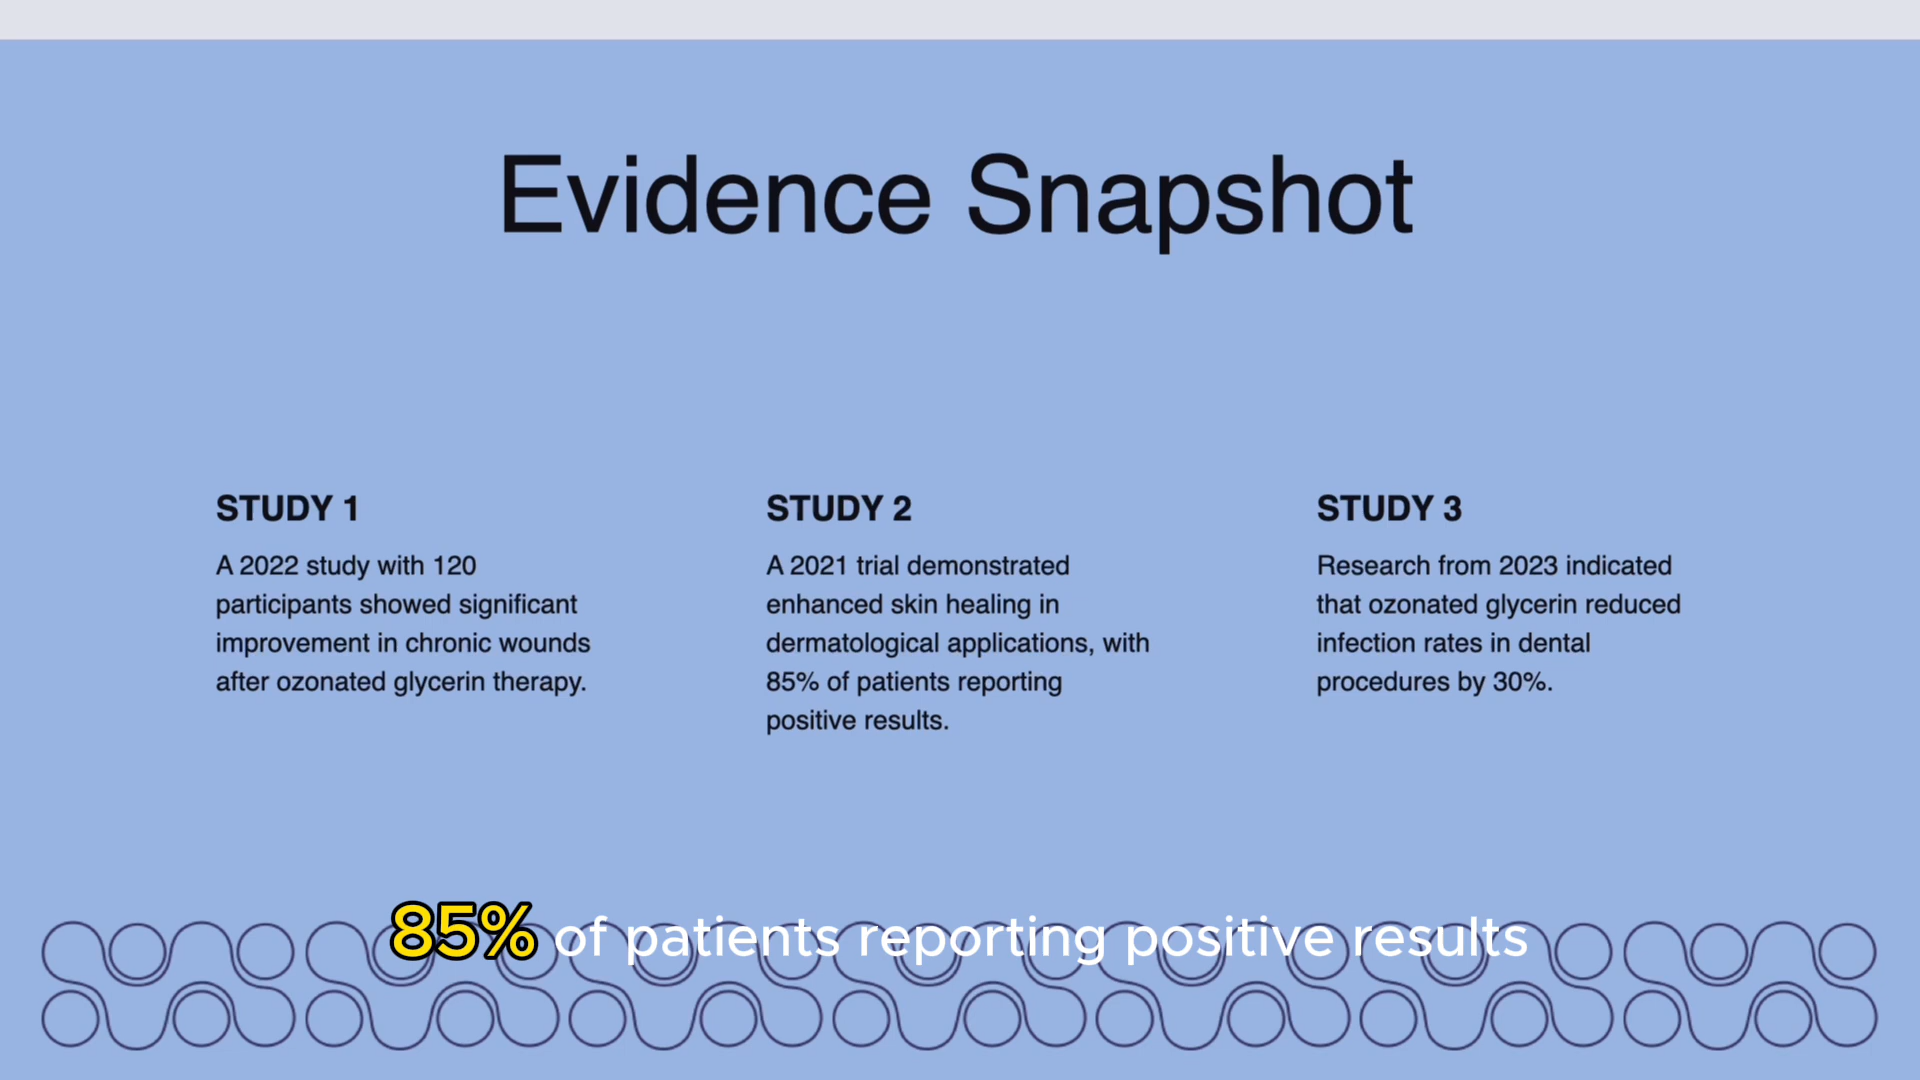 Evidence Snapshot
STUDY 1
A 2022 study with 120
participants showed significant
improvement in chronic wounds
after ozonated glycerin therapy.
STUDY 2
A 2021 trial demonstrated
enhanced skin healing in
dermatological applications, with
85% of patients reporting
positive results.
STUDY 3
Research from 2023 indicated
that ozonated glycerin reduced
infection rates in dental
procedures by 30%.
85% of patients reporting positive results